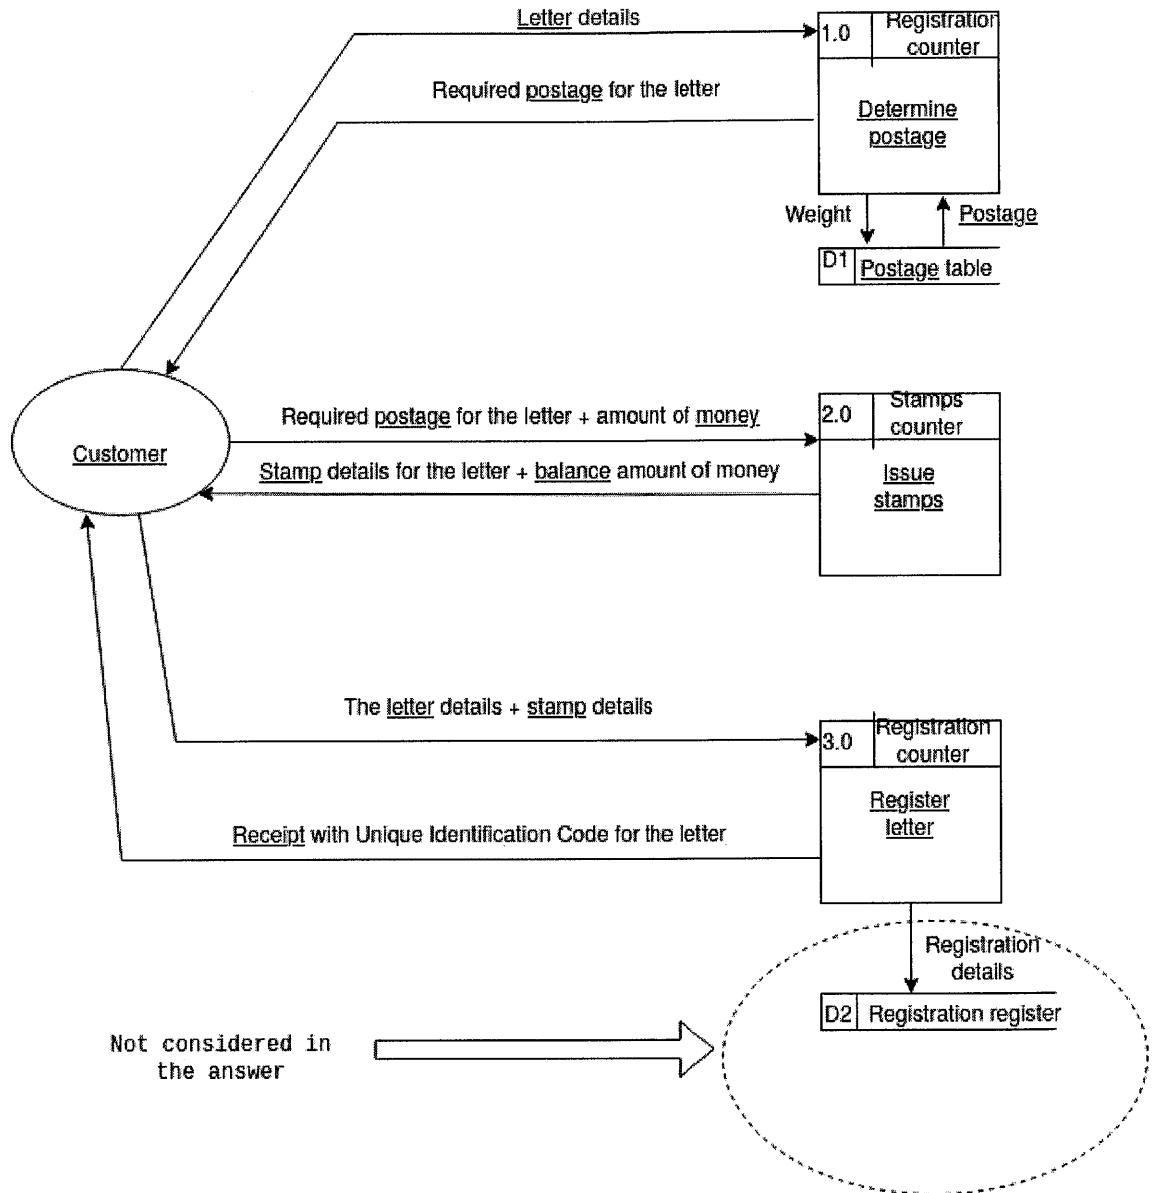 Letter details
1.0
Registration
counter
Required postage for the letter
Determine
postage
Weight
Postage
D1
Postage table
Customer
Required postage for the letter + amount of money
2.0
Stamps
counter
Stamp details for the letter + balance amount of money
Issue
stamps
The letter details + stamp details
3.0
Registration
counter
Register
letter
Receipt with Unique Identification Code for the letter
Registration
details
D2
Registration register
Not considered in
the answer